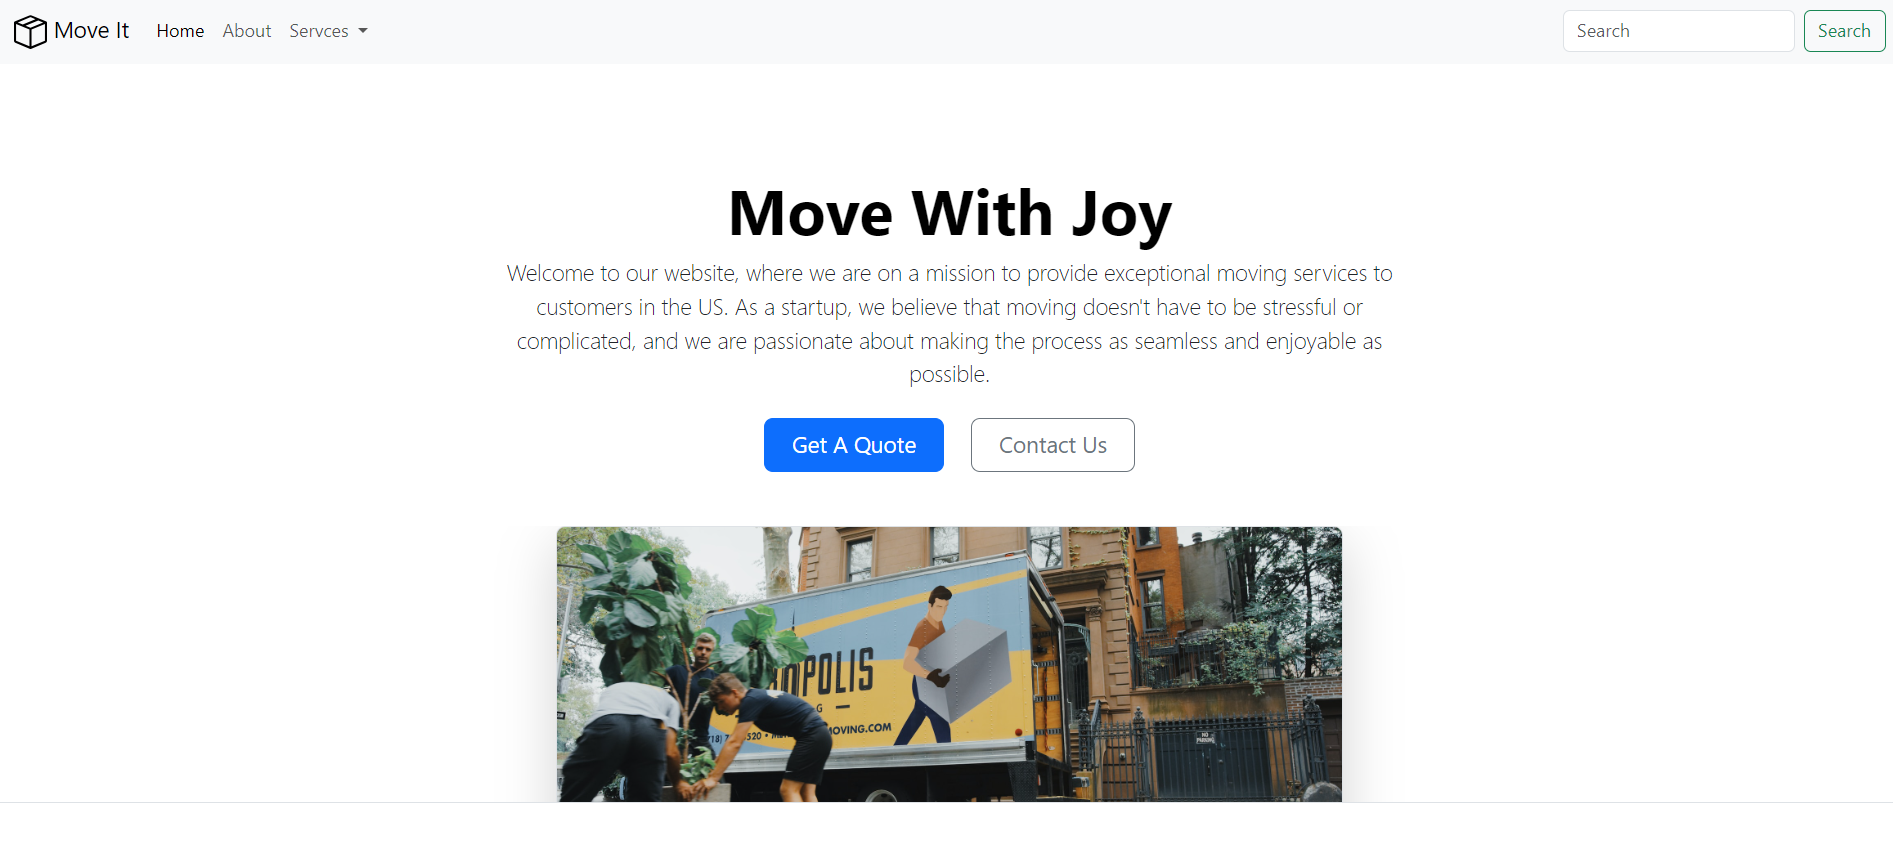 Move It Home About Servces Search Search
Move With Joy
Welcome to our website, where we are on a mission to provide exceptional moving services to
customers in the US. As a startup, we believe that moving doesn't have to be stressful or
complicated, and we are passionate about making the process as seamless and enjoyable as
possible.
Get A Quote Contact Us
OPOLIS
G
OVING.COM
NO
PARKING